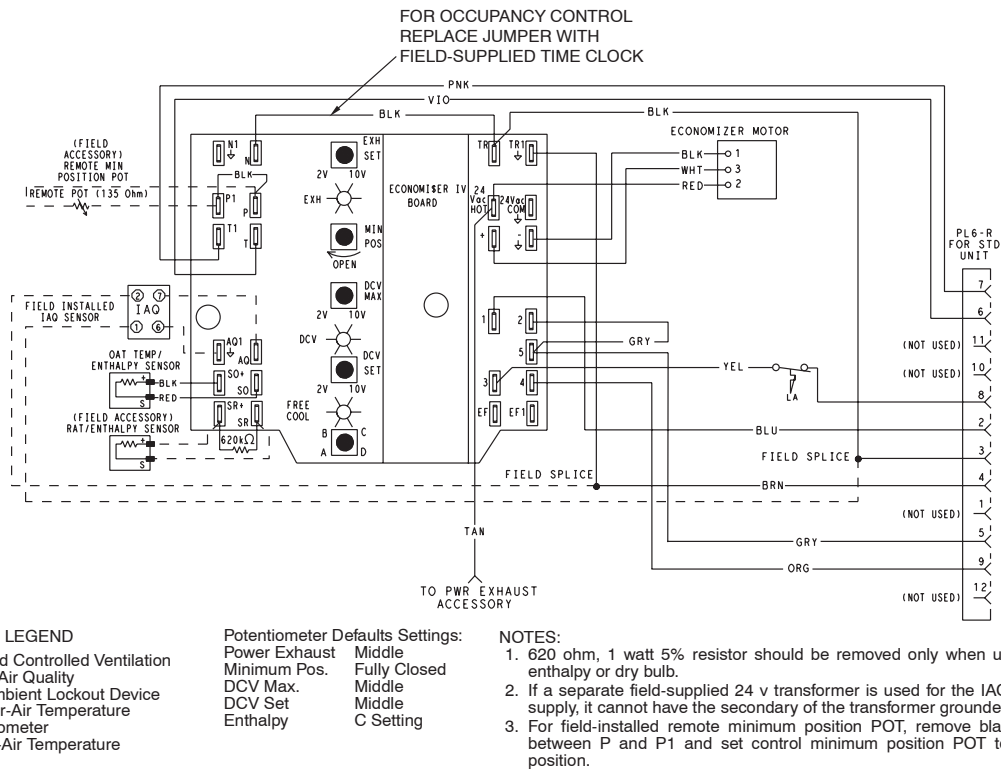 FOR OCCUPANCY CONTROL
REPLACE JUMPER WITH
FIELD-SUPPLIED TIME CLOCK
PNK
VIO
BLK
BLK
(FIELD
ACCESSORY)
REMOTE MIN
POSITION POT
REMOTE POT (135 Ohm)
N1
N
BLK
P1
P
T1
T
EXH
SET
2V 10V
EXH
MIN
POS
OPEN
DCV
MAX
2V 10V
DCV
DCV
SET
2V 10V
FREE
COOL
B C
A D
ECONOMI$ER IV
BOARD
TR
TR1
24
Vac
HOT
24Vac
COM
+
-
1
2
5
3
4
EF
EF1
ECONOMIZER MOTOR
BLK 1
WHT 3
RED 2
FIELD INSTALLED
IAQ SENSOR
2 7
IAQ
1 6
AQ1
AQ
OAT TEMP/
ENTHALPY SENSOR
+
S
BLK
RED
SO+
SO
(FIELD ACCESSORY)
RAT/ENTHALPY SENSOR
+
S
SR+
SR
620kΩ
GRY
YEL
LA
BLU
FIELD SPLICE
FIELD SPLICE
BRN
GRY
ORG
TAN
TO PWR EXHAUST
ACCESSORY
PL6-R
FOR STD
UNIT
7
6
(NOT USED) 11
(NOT USED) 10
8
2
3
4
(NOT USED) 1
5
9
(NOT USED) 12
LEGEND
Controlled Ventilation
Air Quality
Lockout Device
Air Temperature
Air Temperature
Potentiometer Defaults Settings:
Power Exhaust Middle
Minimum Pos. Fully Closed
DCV Max. Middle
DCV Set Middle
Enthalpy C Setting
NOTES:
1. 620 ohm, 1 watt 5% resistor should be removed only when
enthalpy or dry bulb.
2. If a separate field-supplied 24 v transformer is used for the
supply, it cannot have the secondary of the transformer
3. For field-installed remote minimum position POT, remove
between P and P1 and set control minimum position POT
position.